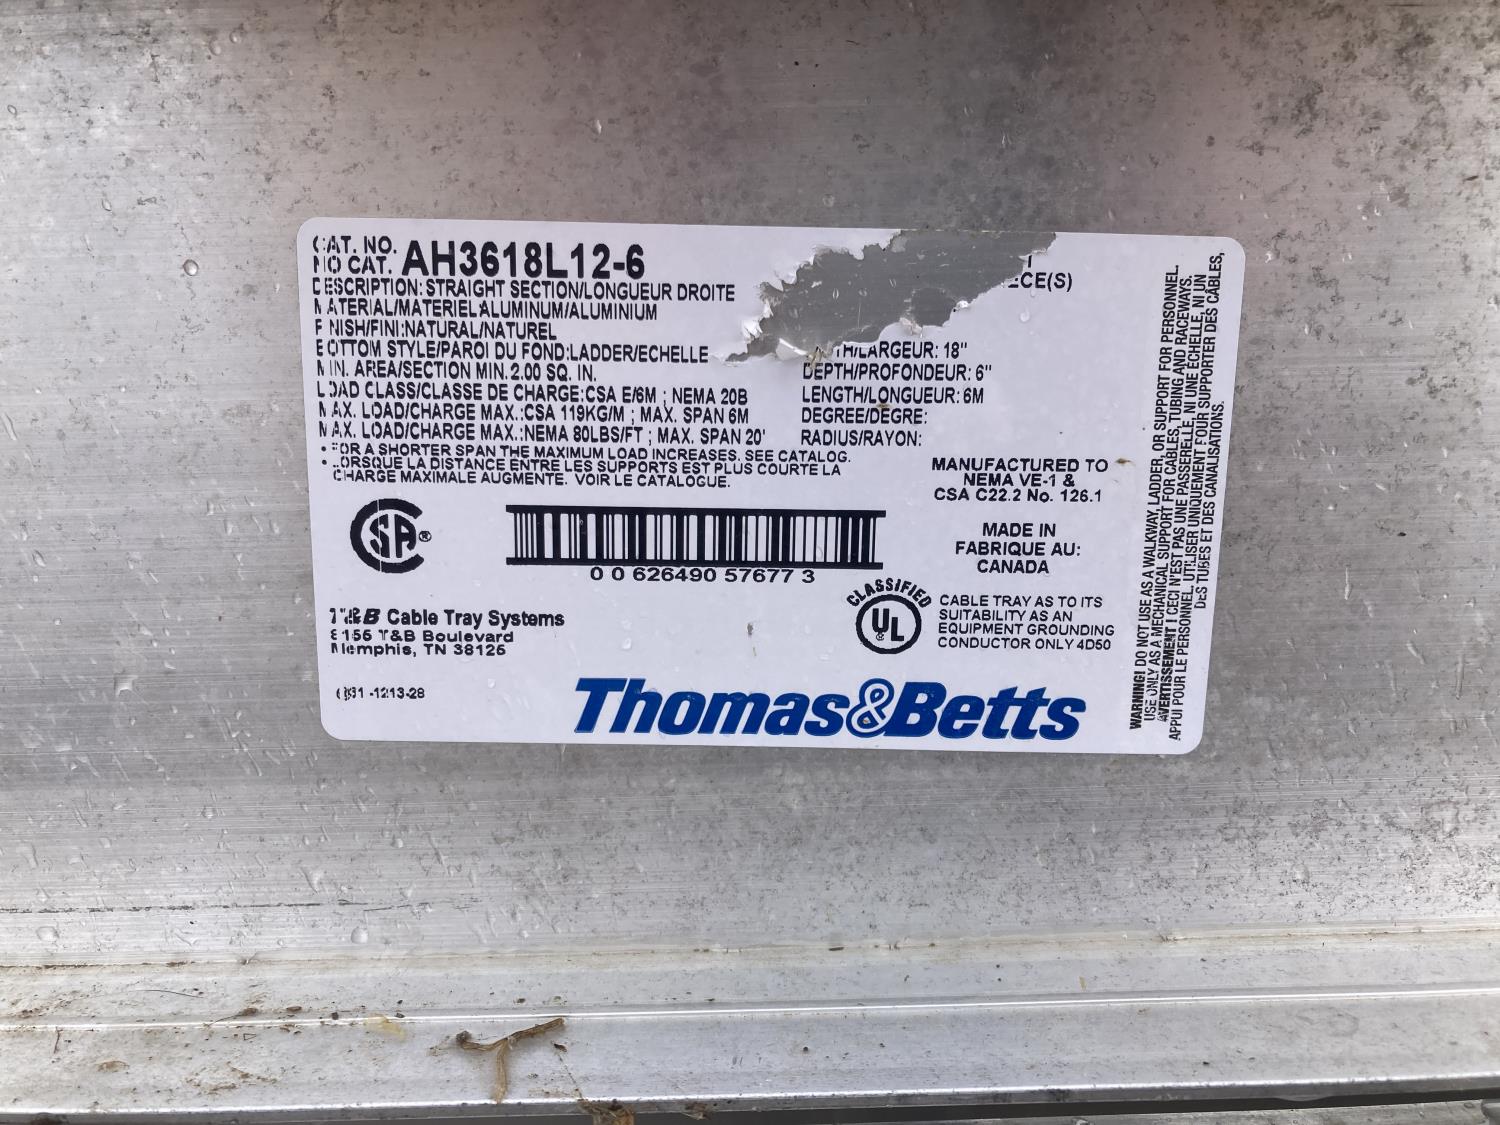 CAT. NO.
NO CAT. AH3618L12-6
DESCRIPTION: STRAIGHT SECTION/LONGUEUR DROITE
MATERIAL/MATERIEL ALUMINUM/ALUMINIUM
FINISH/FINI:NATURAL/NATUREL
BOTTOM STYLE/PAROI DU FOND:LADDER/ECHELLE
MIN. AREA/SECTION MIN. 2.00 SQ. IN.
LOAD CLASS/CLASSE DE CHARGE:CSA E/6M ; NEMA 20B
MAX. LOAD/CHARGE MAX.:CSA 119KG/M ; MAX. SPAN 6M
MAX. LOAD/CHARGE MAX.:NEMA 80LBS/FT ; MAX. SPAN 20'
• FOR A SHORTER SPAN THE MAXIMUM LOAD INCREASES. SEE CATALOG.
• LORSQUE LA DISTANCE ENTRE LES SUPPORTS EST PLUS COURTE LA
CHARGE MAXIMALE AUGMENTE. VOIR LE CATALOGUE.
ECE(S)
TH/LARGEUR: 18"
DEPTH/PROFONDEUR: 6"
LENGTH/LONGUEUR: 6M
DEGREE/DEGRE:
RADIUS/RAYON:
MANUFACTURED TO
NEMA VE-1 &
CSA C22.2 No. 126.1
MADE IN
FABRIQUE AU:
CANADA
CSA®
0 0 626490 57677 3
CLASSIFIED
UL
CABLE TRAY AS TO ITS
SUITABILITY AS AN
EQUIPMENT GROUNDING
CONDUCTOR ONLY 4D50
T&B Cable Tray Systems
8155 T&B Boulevard
Memphis, TN 38125
-1213-28
Thomas&Betts
WARNING! DO NOT USE AS A WALKWAY, LADDER, OR SUPPORT FOR PERSONNEL.
USE ONLY AS A MECHANICAL SUPPORT FOR CABLES, TUBING AND RACEWAYS.
AVERTISSEMENT ! CECI N'EST PAS UNE PASSERELLE, NI UNE ÉCHELLE, NI UN
APPUI POUR LE PERSONNEL. UTILISER UNIQUEMENT POUR SUPPORTER DES CÂBLES,
DES TUBES ET DES CANALISATIONS.